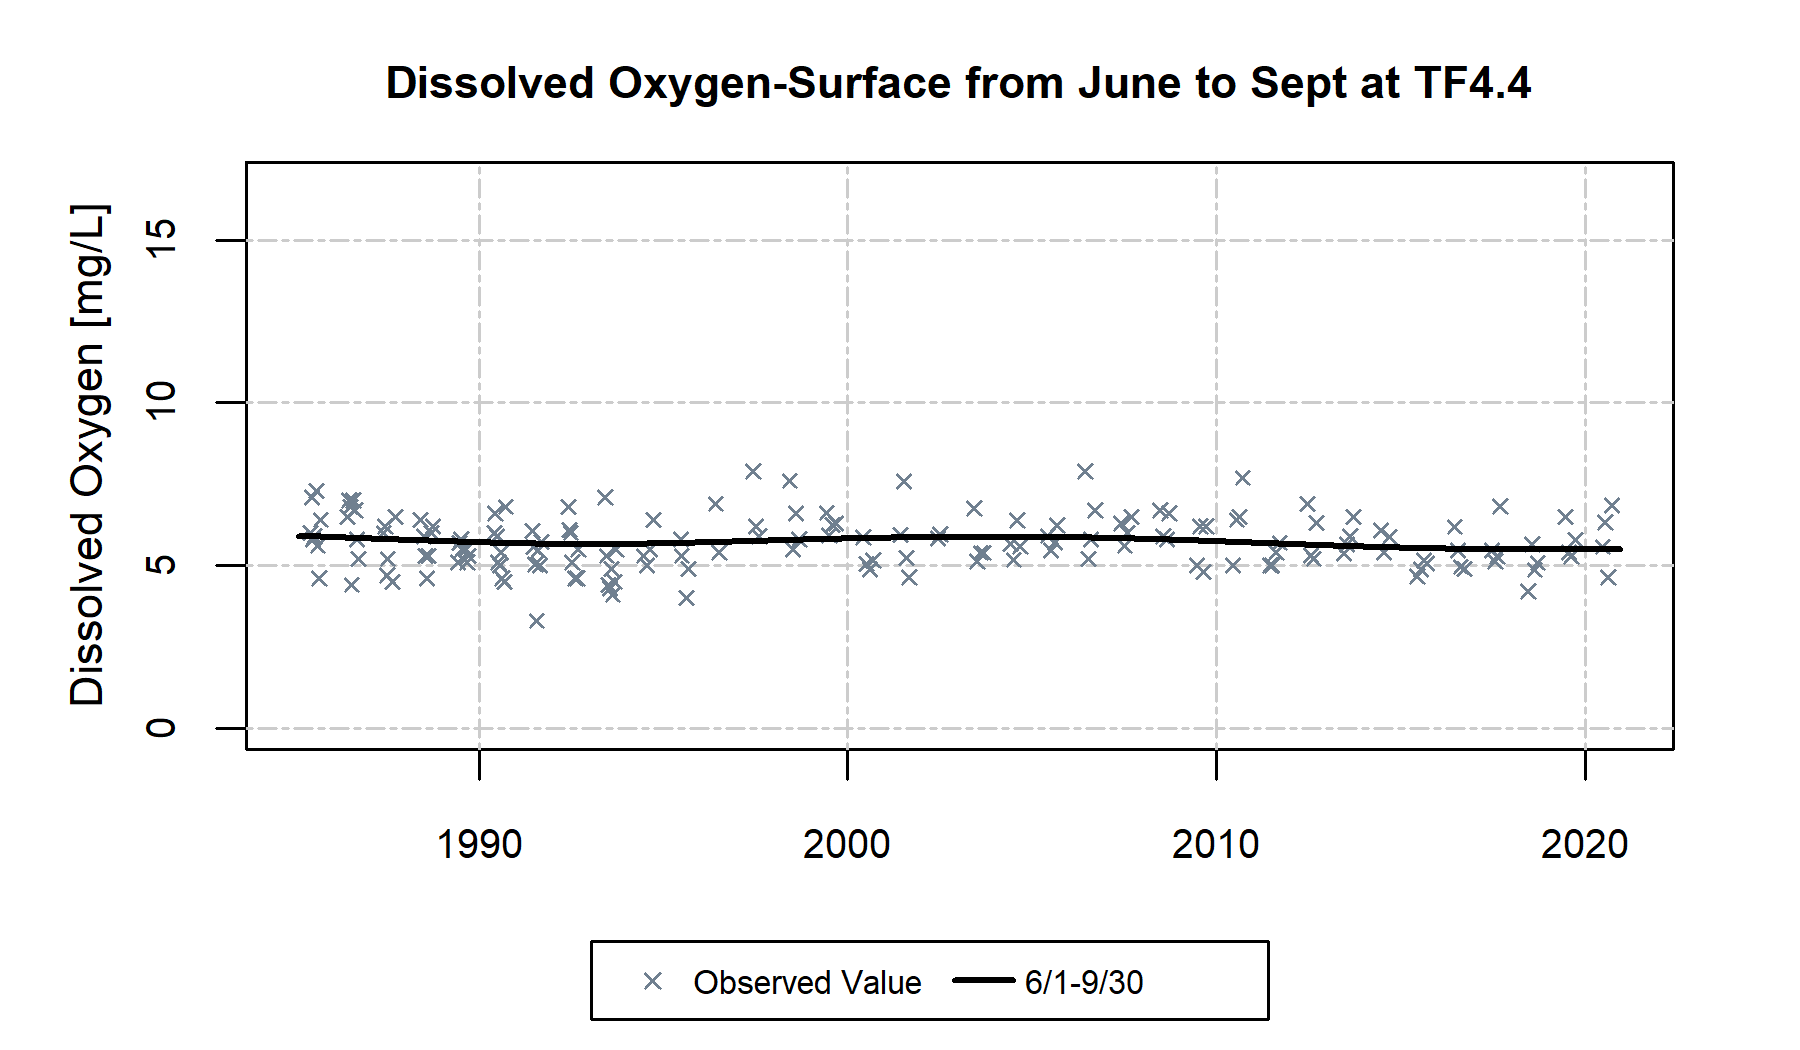 Dissolved Oxygen-Surface from June to Sept at TF4.4
Dissolved Oxygen [mg/L]
15
10
5
0
1990 2000 2010 2020
Observed Value 6/1-9/30